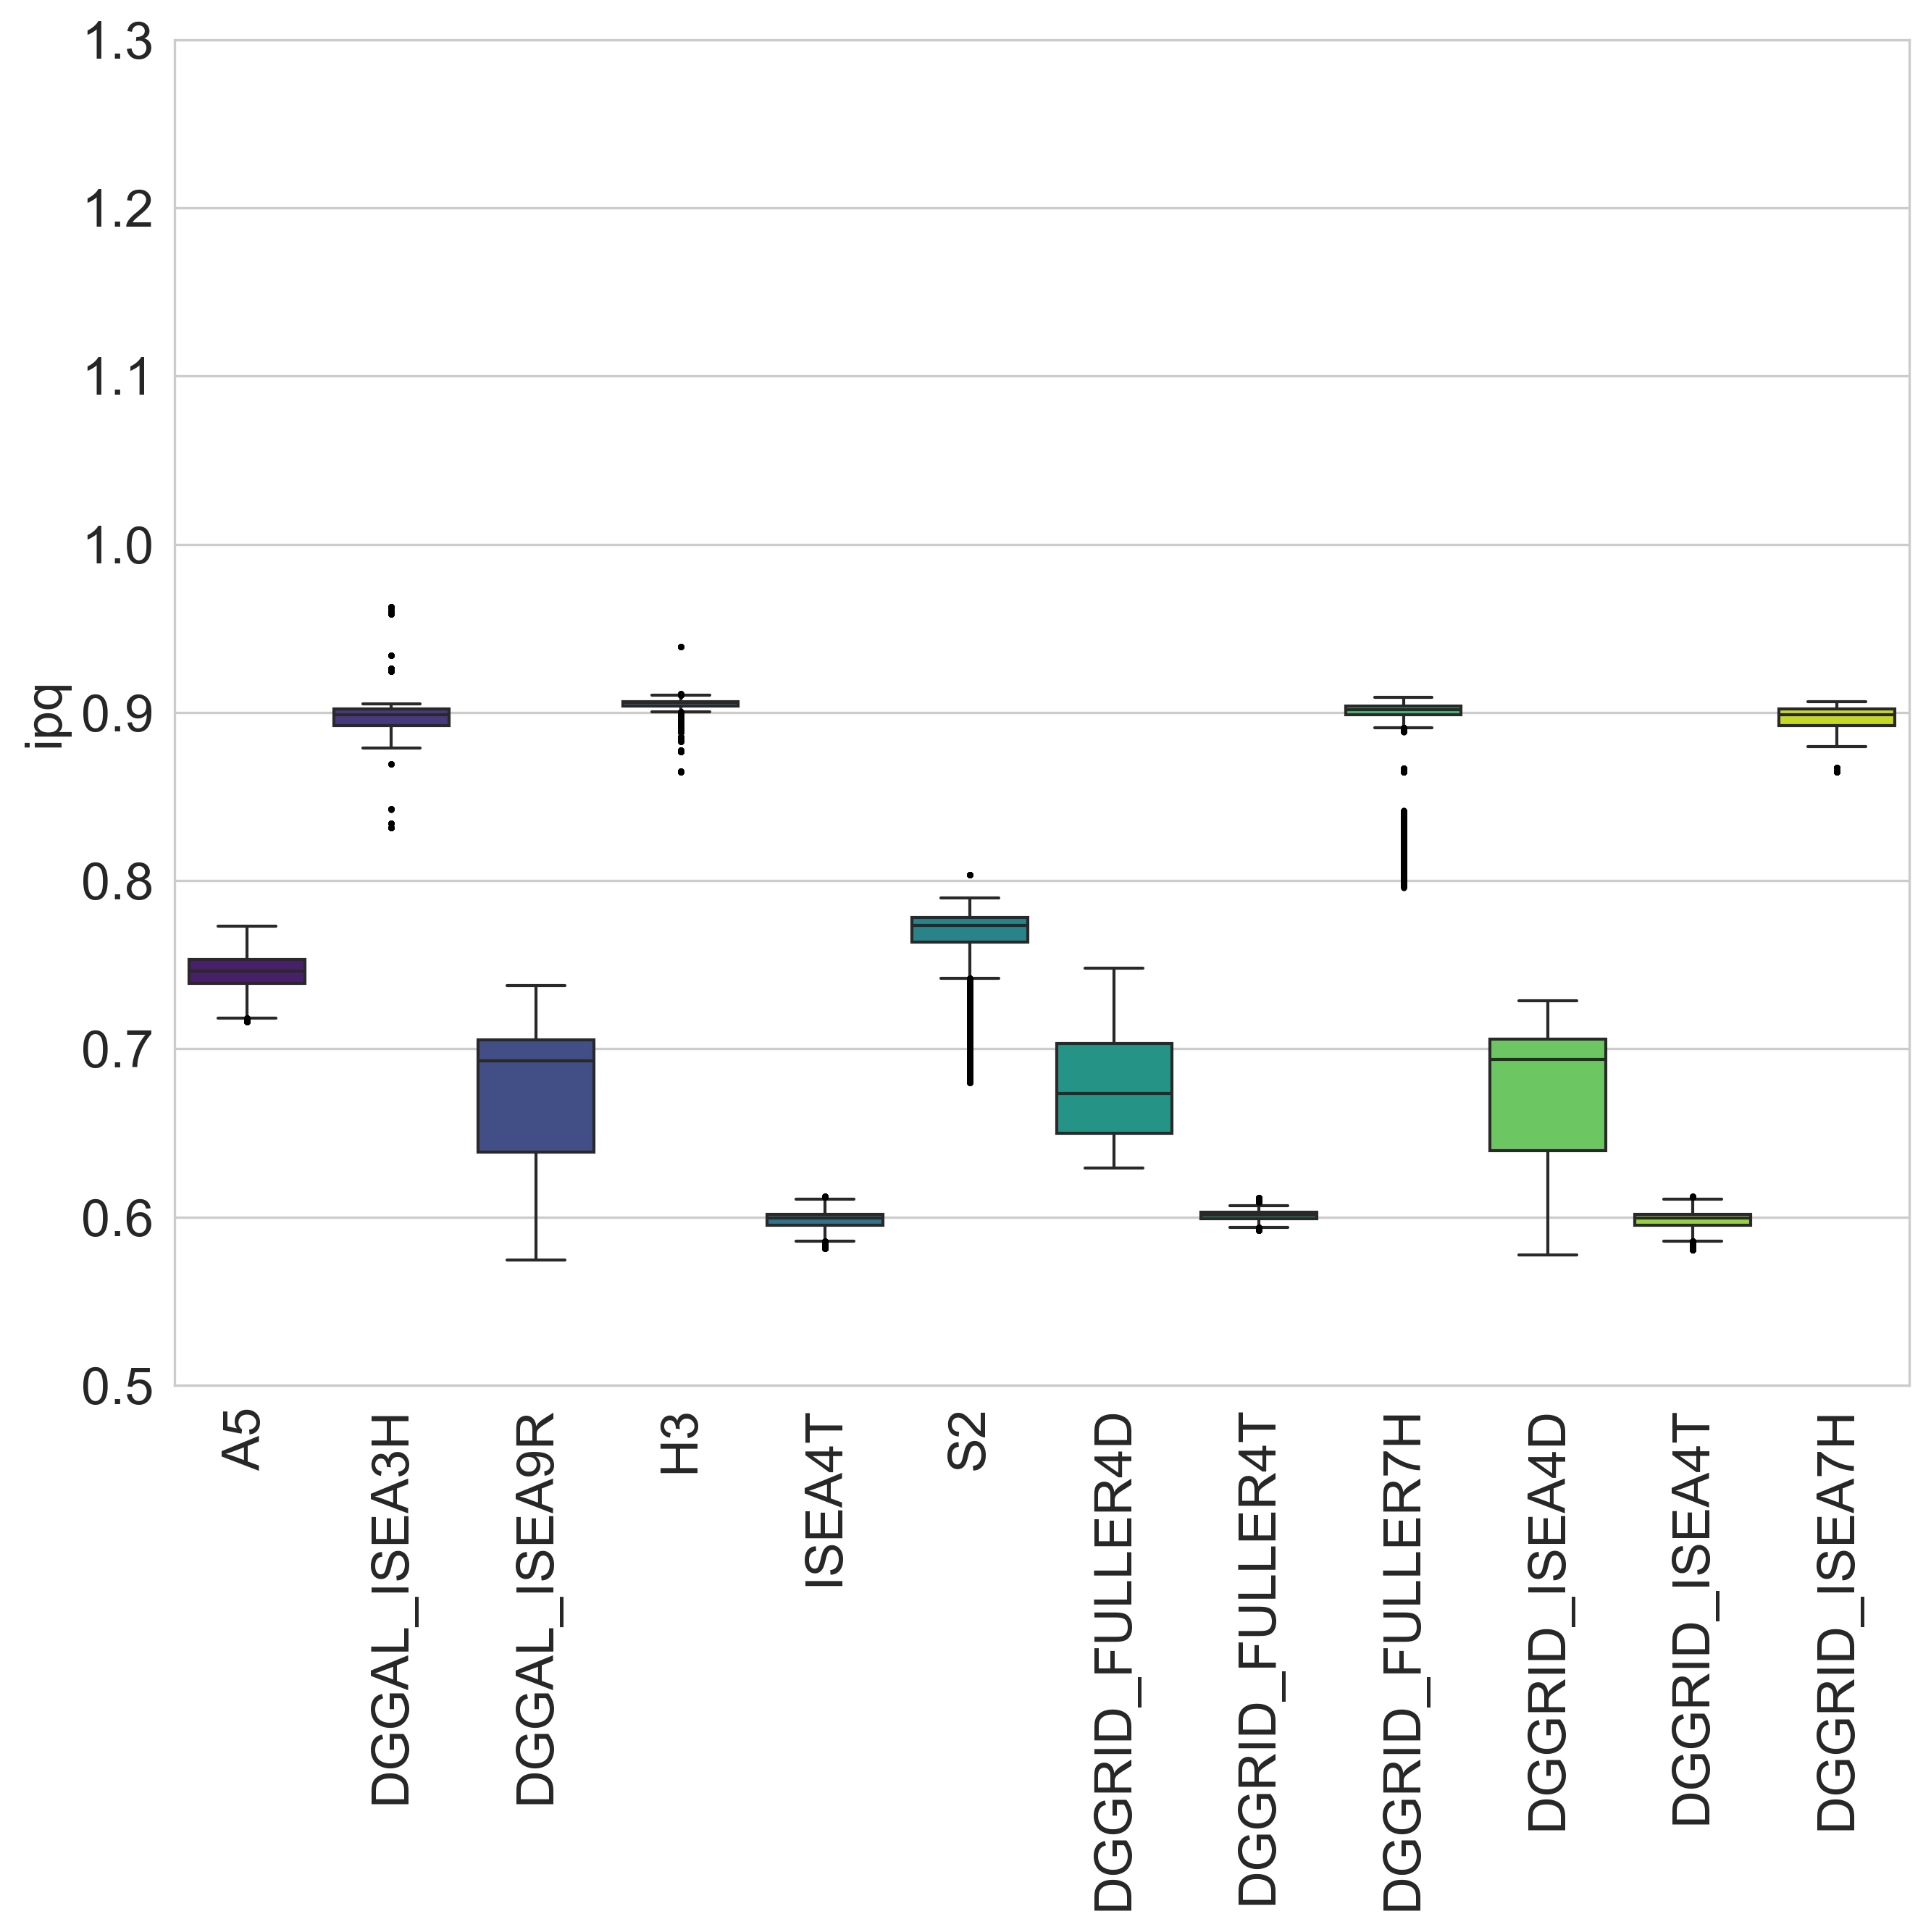 1.3
1.2
1.1
1.0
0.9
0.8
0.7
0.6
0.5
ipq
A5
DGGAL_ISEA3H
DGGAL_ISEA9R
H3
ISEA4T
S2
DGGRID_FULLER4D
DGGRID_FULLER4T
DGGRID_FULLER7H
DGGRID_ISEA4D
DGGRID_ISEA4T
DGGRID_ISEA7H